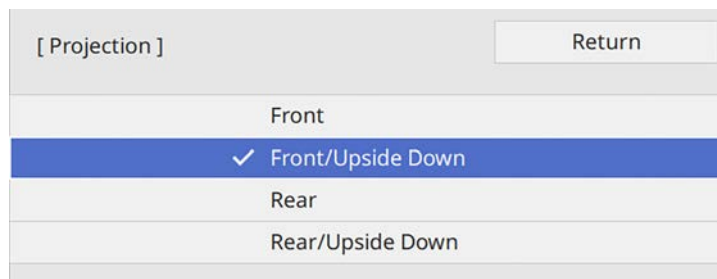 [ Projection ]
Return
Front
Front/Upside Down
Rear
Rear/Upside Down